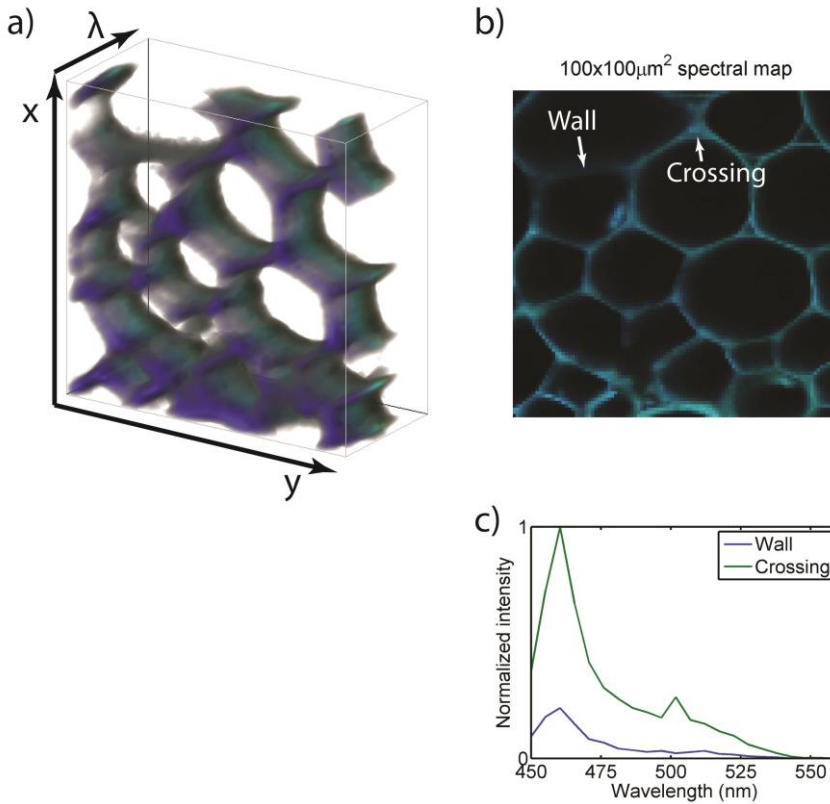 a)
λ
x
y
b)
100x100μm² spectral map
Wall
Crossing
c)
1
Wall
Crossing
Normalized intensity
0
450 475 500 525 550
Wavelength (nm)